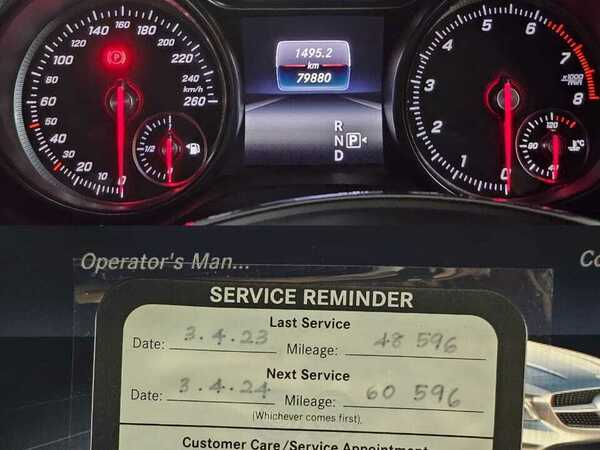 80 100 120 140 160 180 200 220 240 km/h 260
60 50 40 30 20 10 0
1/2 1
1495.2
km
79880
R
N P
D
1 2 3 4 5 6 7 8
x1000
min
0
120 80 40 °C
Operator's Man...
Co
SERVICE REMINDER
Last Service
Date: 3.4.23 Mileage: 48 596
Next Service
Date: 3.4.24 Mileage: 60 596
(Whichever comes first)
Customer Care/Service Appointment